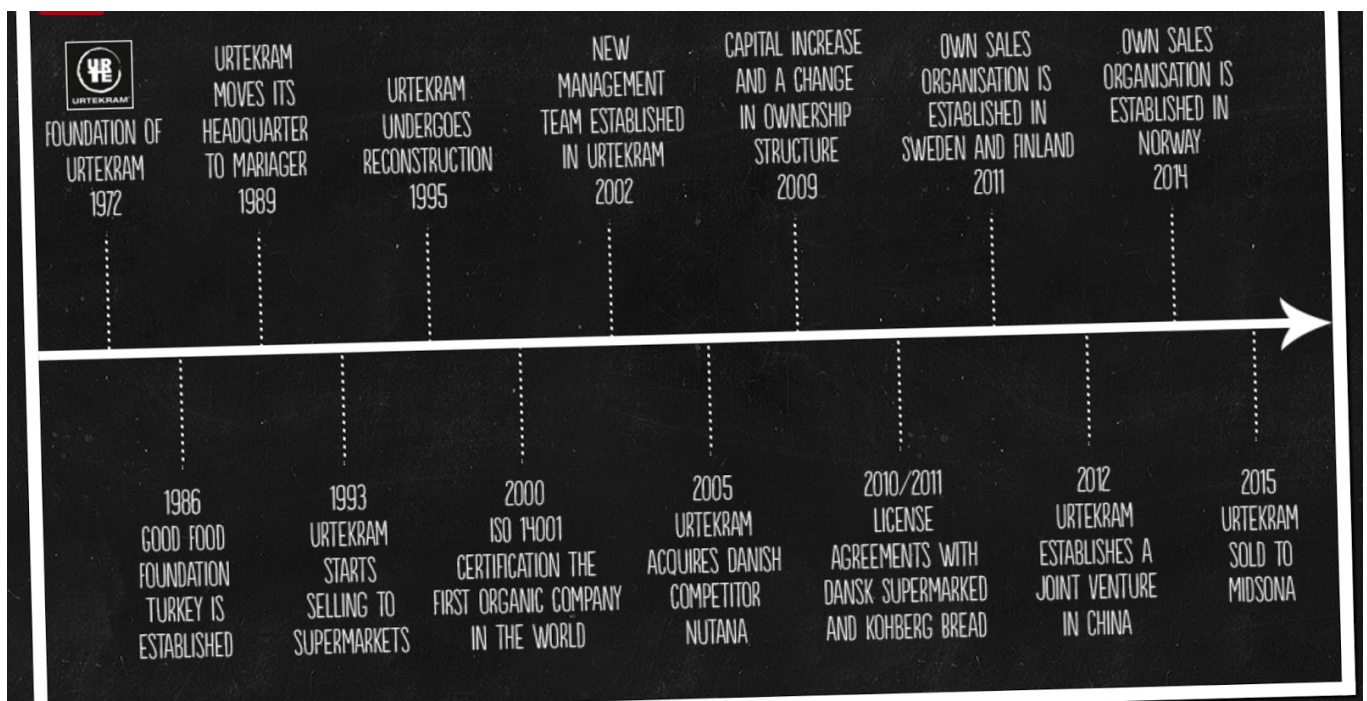 URTE
URTEKRAM
FOUNDATION OF
URTEKRAM
1972
URTEKRAM
MOVES ITS
HEADQUARTER
TO MARIAGER
1989
URTEKRAM
UNDERGOES
RECONSTRUCTION
1995
NEW
MANAGEMENT
TEAM ESTABLISHED
IN URTEKRAM
2002
CAPITAL INCREASE
AND A CHANGE
IN OWNERSHIP
STRUCTURE
2009
OWN SALES
ORGANISATION IS
ESTABLISHED IN
SWEDEN AND FINLAND
2011
OWN SALES
ORGANISATION IS
ESTABLISHED IN
NORWAY
2014
1986
GOOD FOOD
FOUNDATION
TURKEY IS
ESTABLISHED
1993
URTEKRAM
STARTS
SELLING TO
SUPERMARKETS
2000
ISO 14001
CERTIFICATION THE
FIRST ORGANIC COMPANY
IN THE WORLD
2005
URTEKRAM
ACQUIRES DANISH
COMPETITOR
NUTANA
2010/2011
LICENSE
AGREEMENTS WITH
DANSK SUPERMARKED
AND KOHBERG BREAD
2012
URTEKRAM
ESTABLISHES A
JOINT VENTURE
IN CHINA
2015
URTEKRAM
SOLD TO
MIDSONA